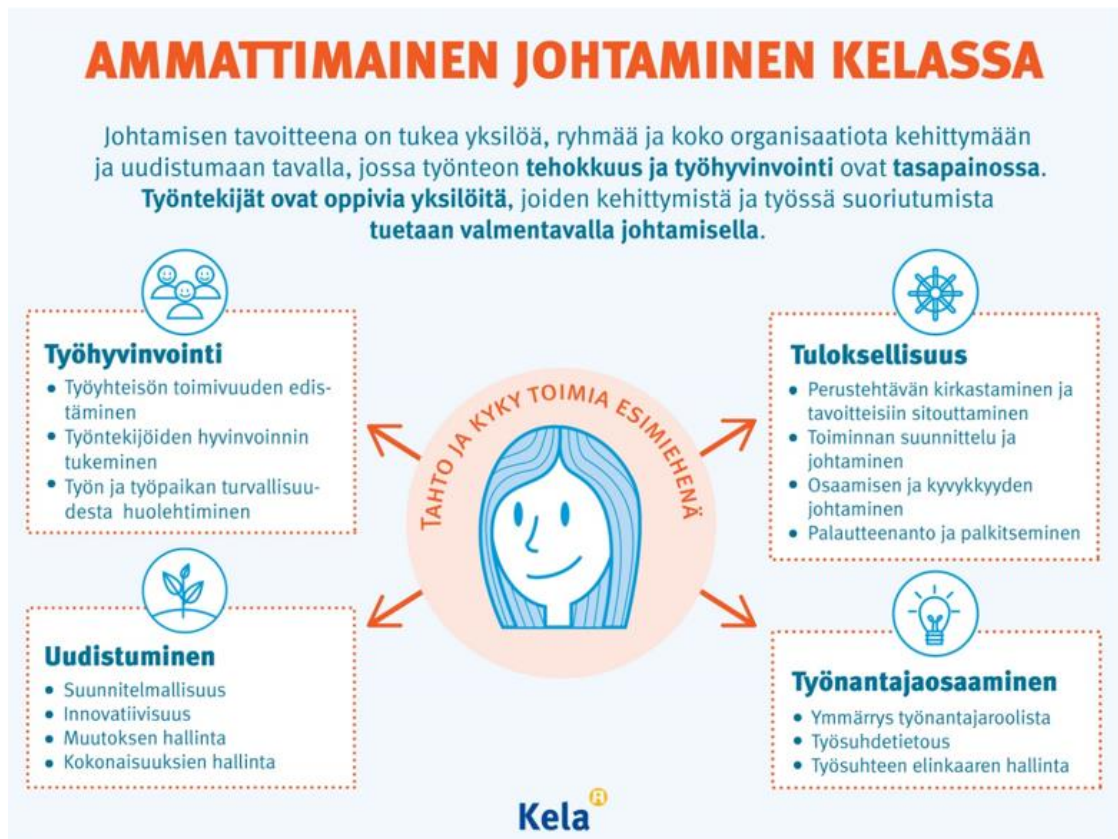 AMMATTIMAINEN JOHTAMINEN KELASSA
Johtamisen tavoitteena on tukea yksilöä, ryhmää ja koko organisaatiota kehittymään
ja uudistumaan tavalla, jossa työnteon tehokkuus ja työhyvinvointi ovat tasapainossa.
Työntekijät ovat oppivia yksilöitä, joiden kehittymistä ja työssä suoriutumista
tuetaan valmentavalla johtamisella.
Työhyvinvointi
• Työyhteisön toimivuuden edis-
täminen
• Työntekijöiden hyvinvoinnin
tukeminen
• Työn ja työpaikan turvallisuu-
desta huolehtiminen
TAHTO JA KYKY TOIMIA ESIMIEHENÄ
Tuloksellisuus
• Perustehtävän kirkastaminen ja
tavoitteisiin sitouttaminen
• Toiminnan suunnittelu ja
johtaminen
• Osaamisen ja kyvykkyyden
johtaminen
• Palautteenanto ja palkitseminen
Uudistuminen
• Suunnitelmallisuus
• Innovatiivisuus
• Muutoksen hallinta
• Kokonaisuuksien hallinta
Työnantajaosaaminen
• Ymmärrys työnantajaroolista
• Työsuhdetietous
• Työsuhteen elinkaaren hallinta
Kela